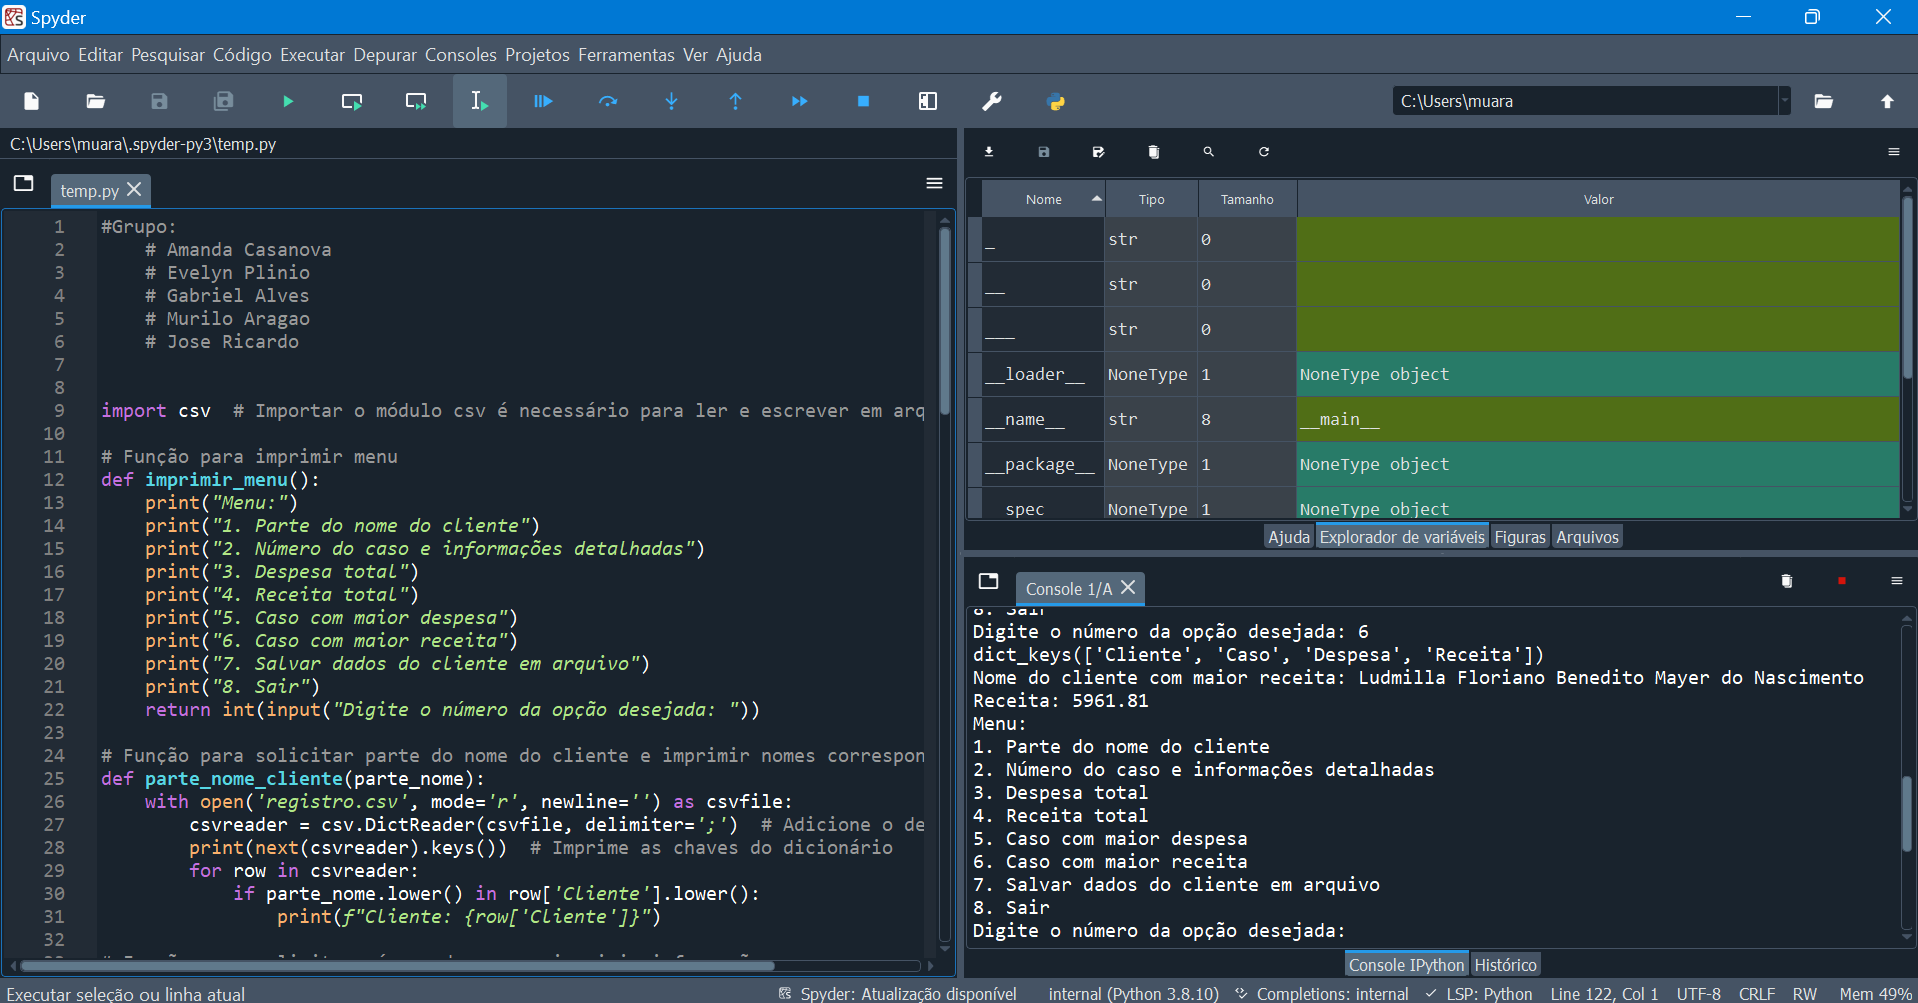 Spyder
Arquivo Editar Pesquisar Código Executar Depurar Consoles Projetos Ferramentas Ver Ajuda
C:\Users\muara
C:\Users\muara\.spyder-py3\temp.py
temp.py
1 #Grupo:
2     # Amanda Casanova
3     # Evelyn Plinio
4     # Gabriel Alves
5     # Murilo Aragao
6     # Jose Ricardo
7
8
9 import csv  # Importar o módulo csv é necessário para ler e escrever em arq
10
11 # Função para imprimir menu
12 def imprimir_menu():
13     print("Menu:")
14     print("1. Parte do nome do cliente")
15     print("2. Número do caso e informações detalhadas")
16     print("3. Despesa total")
17     print("4. Receita total")
18     print("5. Caso com maior despesa")
19     print("6. Caso com maior receita")
20     print("7. Salvar dados do cliente em arquivo")
21     print("8. Sair")
22     return int(input("Digite o número da opção desejada: "))
23
24 # Função para solicitar parte do nome do cliente e imprimir nomes correspon
25 def parte_nome_cliente(parte_nome):
26     with open('registro.csv', mode='r', newline='') as csvfile:
27         csvreader = csv.DictReader(csvfile, delimiter=';')  # Adicione o de
28         print(next(csvreader).keys())  # Imprime as chaves do dicionário
29         for row in csvreader:
30             if parte_nome.lower() in row['Cliente'].lower():
31                 print(f"Cliente: {row['Cliente']}")
32
Nome Tipo Tamanho Valor
_ str 0
__ str 0
___ str 0
__loader__ NoneType 1 NoneType object
__name__ str 8 __main__
__package__ NoneType 1 NoneType object
spec NoneType 1 NoneType object
Ajuda Explorador de variáveis Figuras Arquivos
Console 1/A
8. Sair
Digite o número da opção desejada: 6
dict_keys(['Cliente', 'Caso', 'Despesa', 'Receita'])
Nome do cliente com maior receita: Ludmilla Floriano Benedito Mayer do Nascimento
Receita: 5961.81
Menu:
1. Parte do nome do cliente
2. Número do caso e informações detalhadas
3. Despesa total
4. Receita total
5. Caso com maior despesa
6. Caso com maior receita
7. Salvar dados do cliente em arquivo
8. Sair
Digite o número da opção desejada:
Console IPython Histórico
Executar seleção ou linha atual Spyder: Atualização disponível internal (Python 3.8.10) Completions: internal LSP: Python Line 122, Col 1 UTF-8 CRLF RW Mem 49%